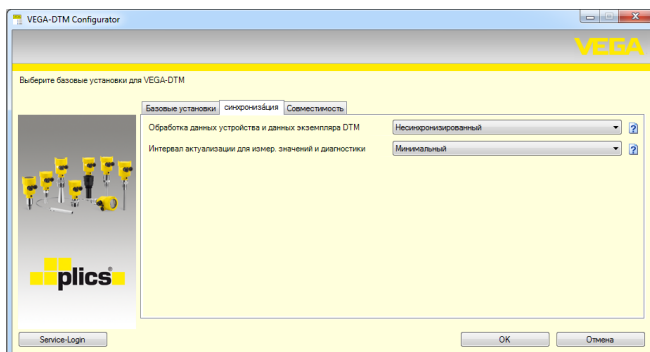 VEGA-DTM Configurator
VEGA
Выберите базовые установки для VEGA-DTM
Базовые установки синхронизáция Совместимость
Обработка данных устройства и данных экземпляра DTM Несинхронизированный
Интервал актуализации для измер. значений и диагностики Минимальный
plics®
Service-Login OK Отмена